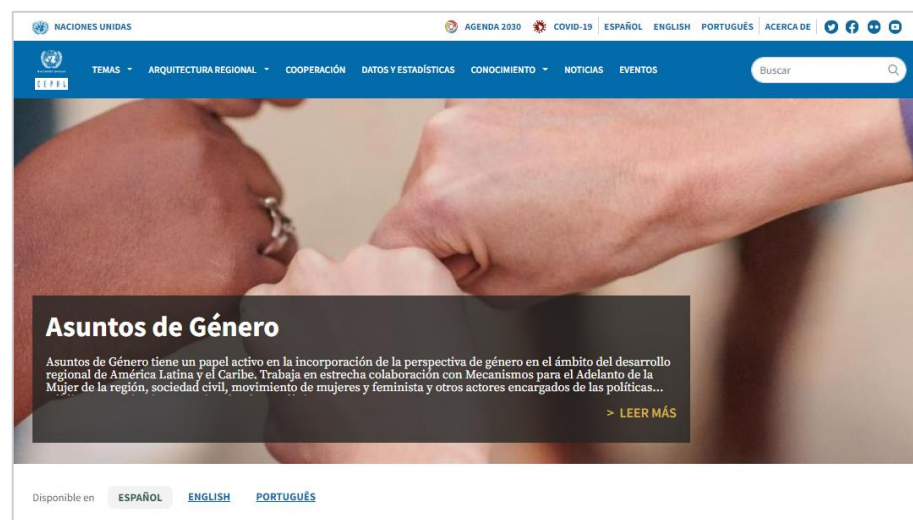 NACIONES UNIDAS
AGENDA 2030 COVID-19 ESPAÑOL ENGLISH PORTUGUÊS ACERCA DE
CEPAL
TEMAS ARQUITECTURA REGIONAL COOPERACIÓN DATOS Y ESTADÍSTICAS CONOCIMIENTO NOTICIAS EVENTOS
Buscar
Asuntos de Género
Asuntos de Género tiene un papel activo en la incorporación de la perspectiva de género en el ámbito del desarrollo
regional de América Latina y el Caribe. Trabaja en estrecha colaboración con Mecanismos para el Adelanto de la
Mujer de la región, sociedad civil, movimiento de mujeres y feminista y otros actores encargados de las políticas...
> LEER MÁS
Disponible en ESPAÑOL ENGLISH PORTUGUÊS